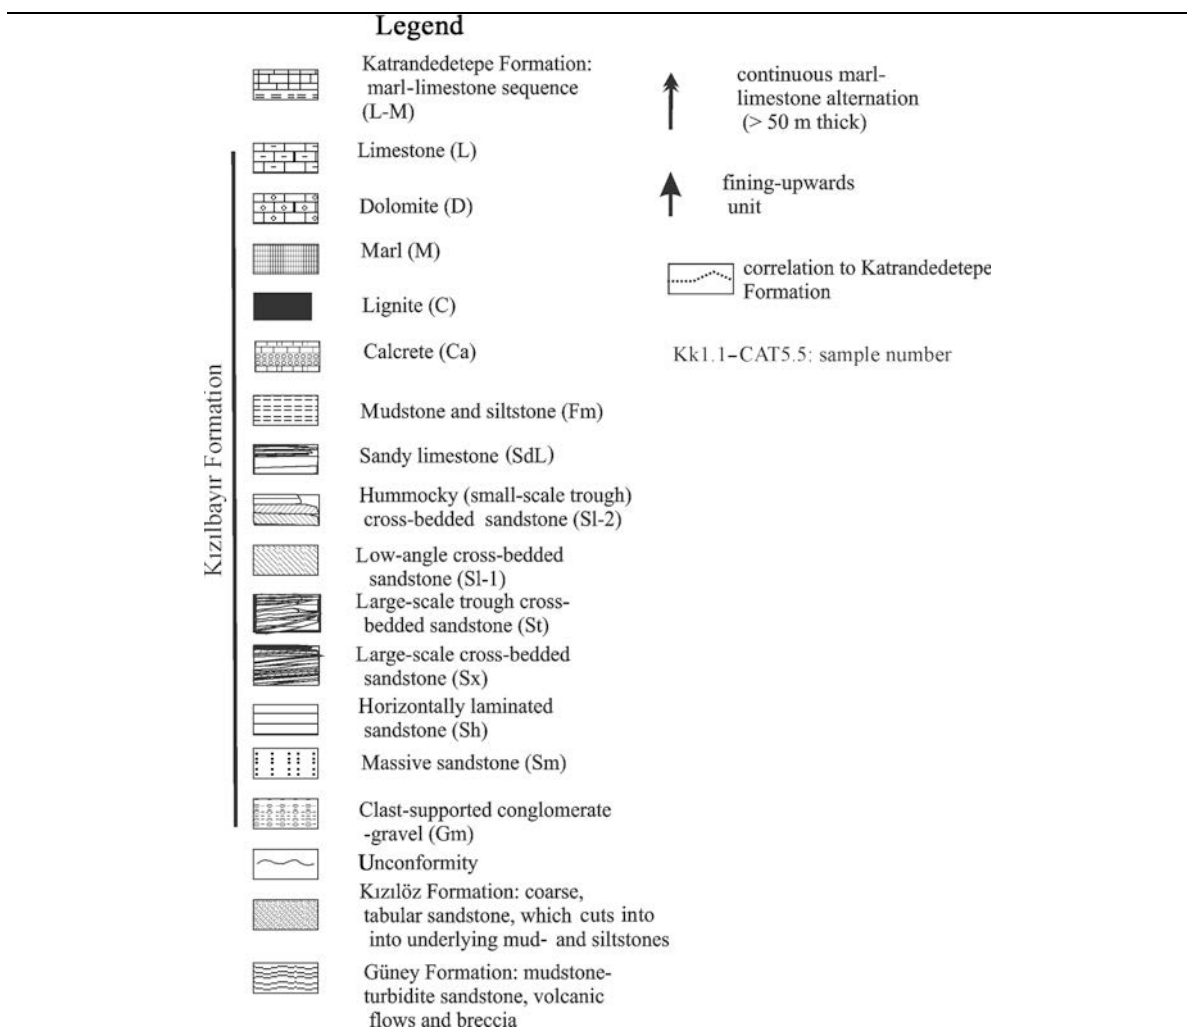 Legend
Katrandedetepe Formation:
marl-limestone sequence
(L-M)
Limestone (L)
Dolomite (D)
Marl (M)
Lignite (C)
Calcrete (Ca)
Mudstone and siltstone (Fm)
Sandy limestone (SdL)
Hummocky (small-scale trough)
cross-bedded sandstone (Sl-2)
Low-angle cross-bedded
sandstone (Sl-1)
Large-scale trough cross-
bedded sandstone (St)
Large-scale cross-bedded
sandstone (Sx)
Horizontally laminated
sandstone (Sh)
Massive sandstone (Sm)
Clast-supported conglomerate
-gravel (Gm)
Unconformity
Kızılöz Formation: coarse,
tabular sandstone, which cuts into
into underlying mud- and siltstones
Güney Formation: mudstone-
turbidite sandstone, volcanic
flows and breccia
Kızılbayır Formation
continuous marl-
limestone alternation
(> 50 m thick)
fining-upwards
unit
correlation to Katrandedetepe
Formation
Kk1.1–CAT5.5: sample number